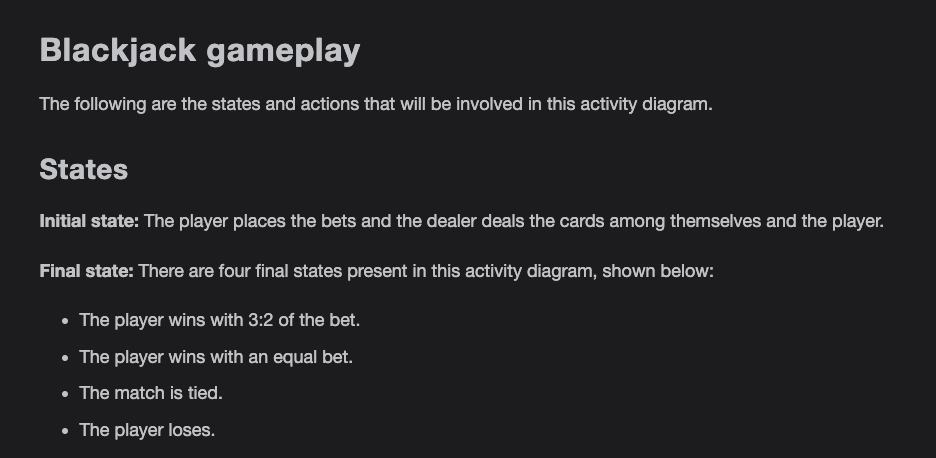 Blackjack gameplay
The following are the states and actions that will be involved in this activity diagram.
States
Initial state: The player places the bets and the dealer deals the cards among themselves and the player.
Final state: There are four final states present in this activity diagram, shown below:
• The player wins with 3:2 of the bet.
• The player wins with an equal bet.
• The match is tied.
• The player loses.